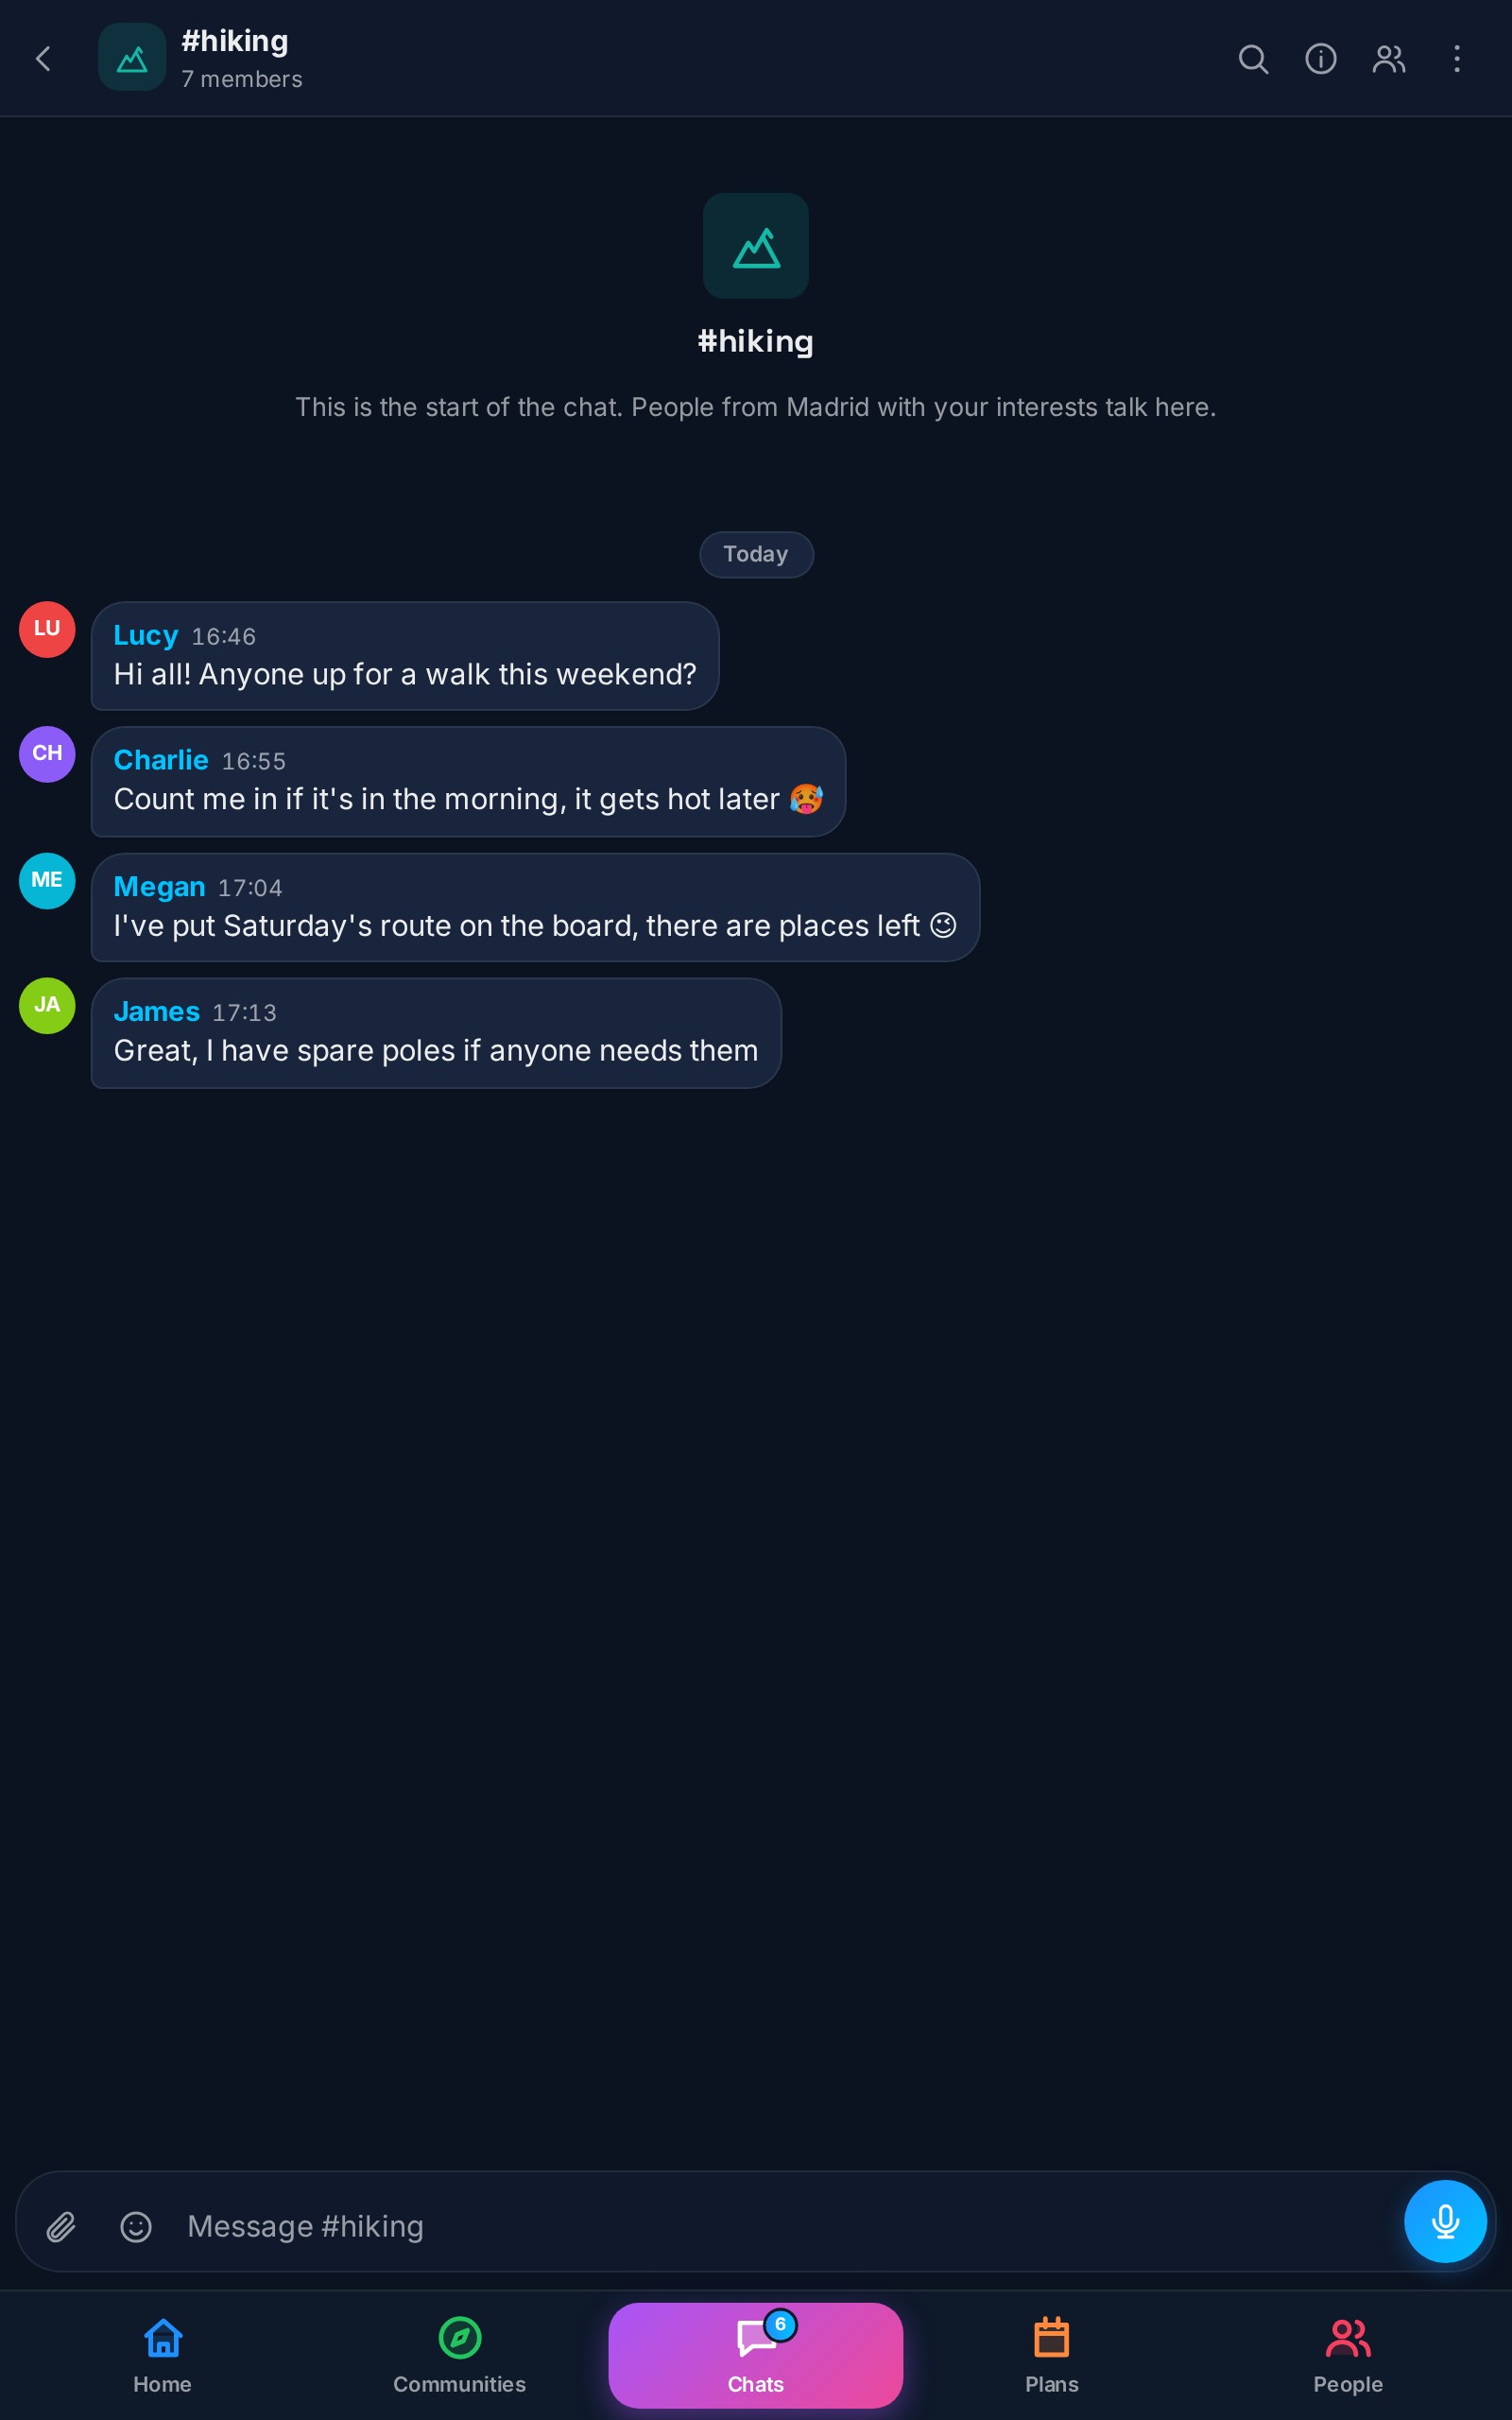 #hiking
7 members
#hiking
This is the start of the chat. People from Madrid with your interests talk here.
Today
LU
Lucy 16:46
Hi all! Anyone up for a walk this weekend?
CH
Charlie 16:55
Count me in if it's in the morning, it gets hot later 🥵
ME
Megan 17:04
I've put Saturday's route on the board, there are places left 😉
JA
James 17:13
Great, I have spare poles if anyone needs them
Message #hiking
6
Home
Communities
Chats
Plans
People